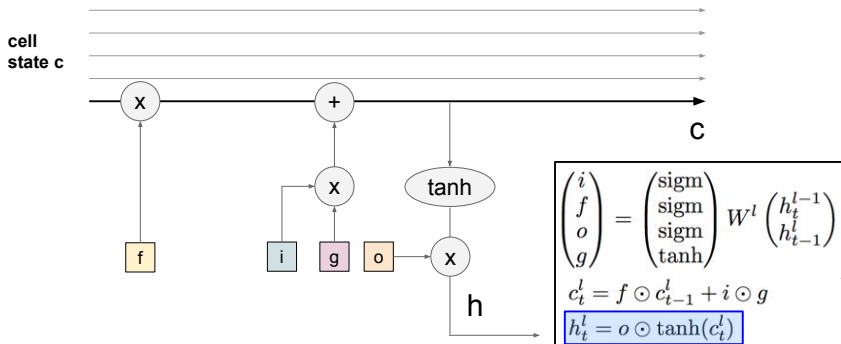 cell
state c
x
+
c
x
tanh
f
i
g
o
x
h
i
f
o
g
=
sigm
sigm
sigm
tanh
W^l
h_t^{l-1}
h_{t-1}^l
c_t^l = f ⊙ c_{t-1}^l + i ⊙ g
h_t^l = o ⊙ tanh(c_t^l)